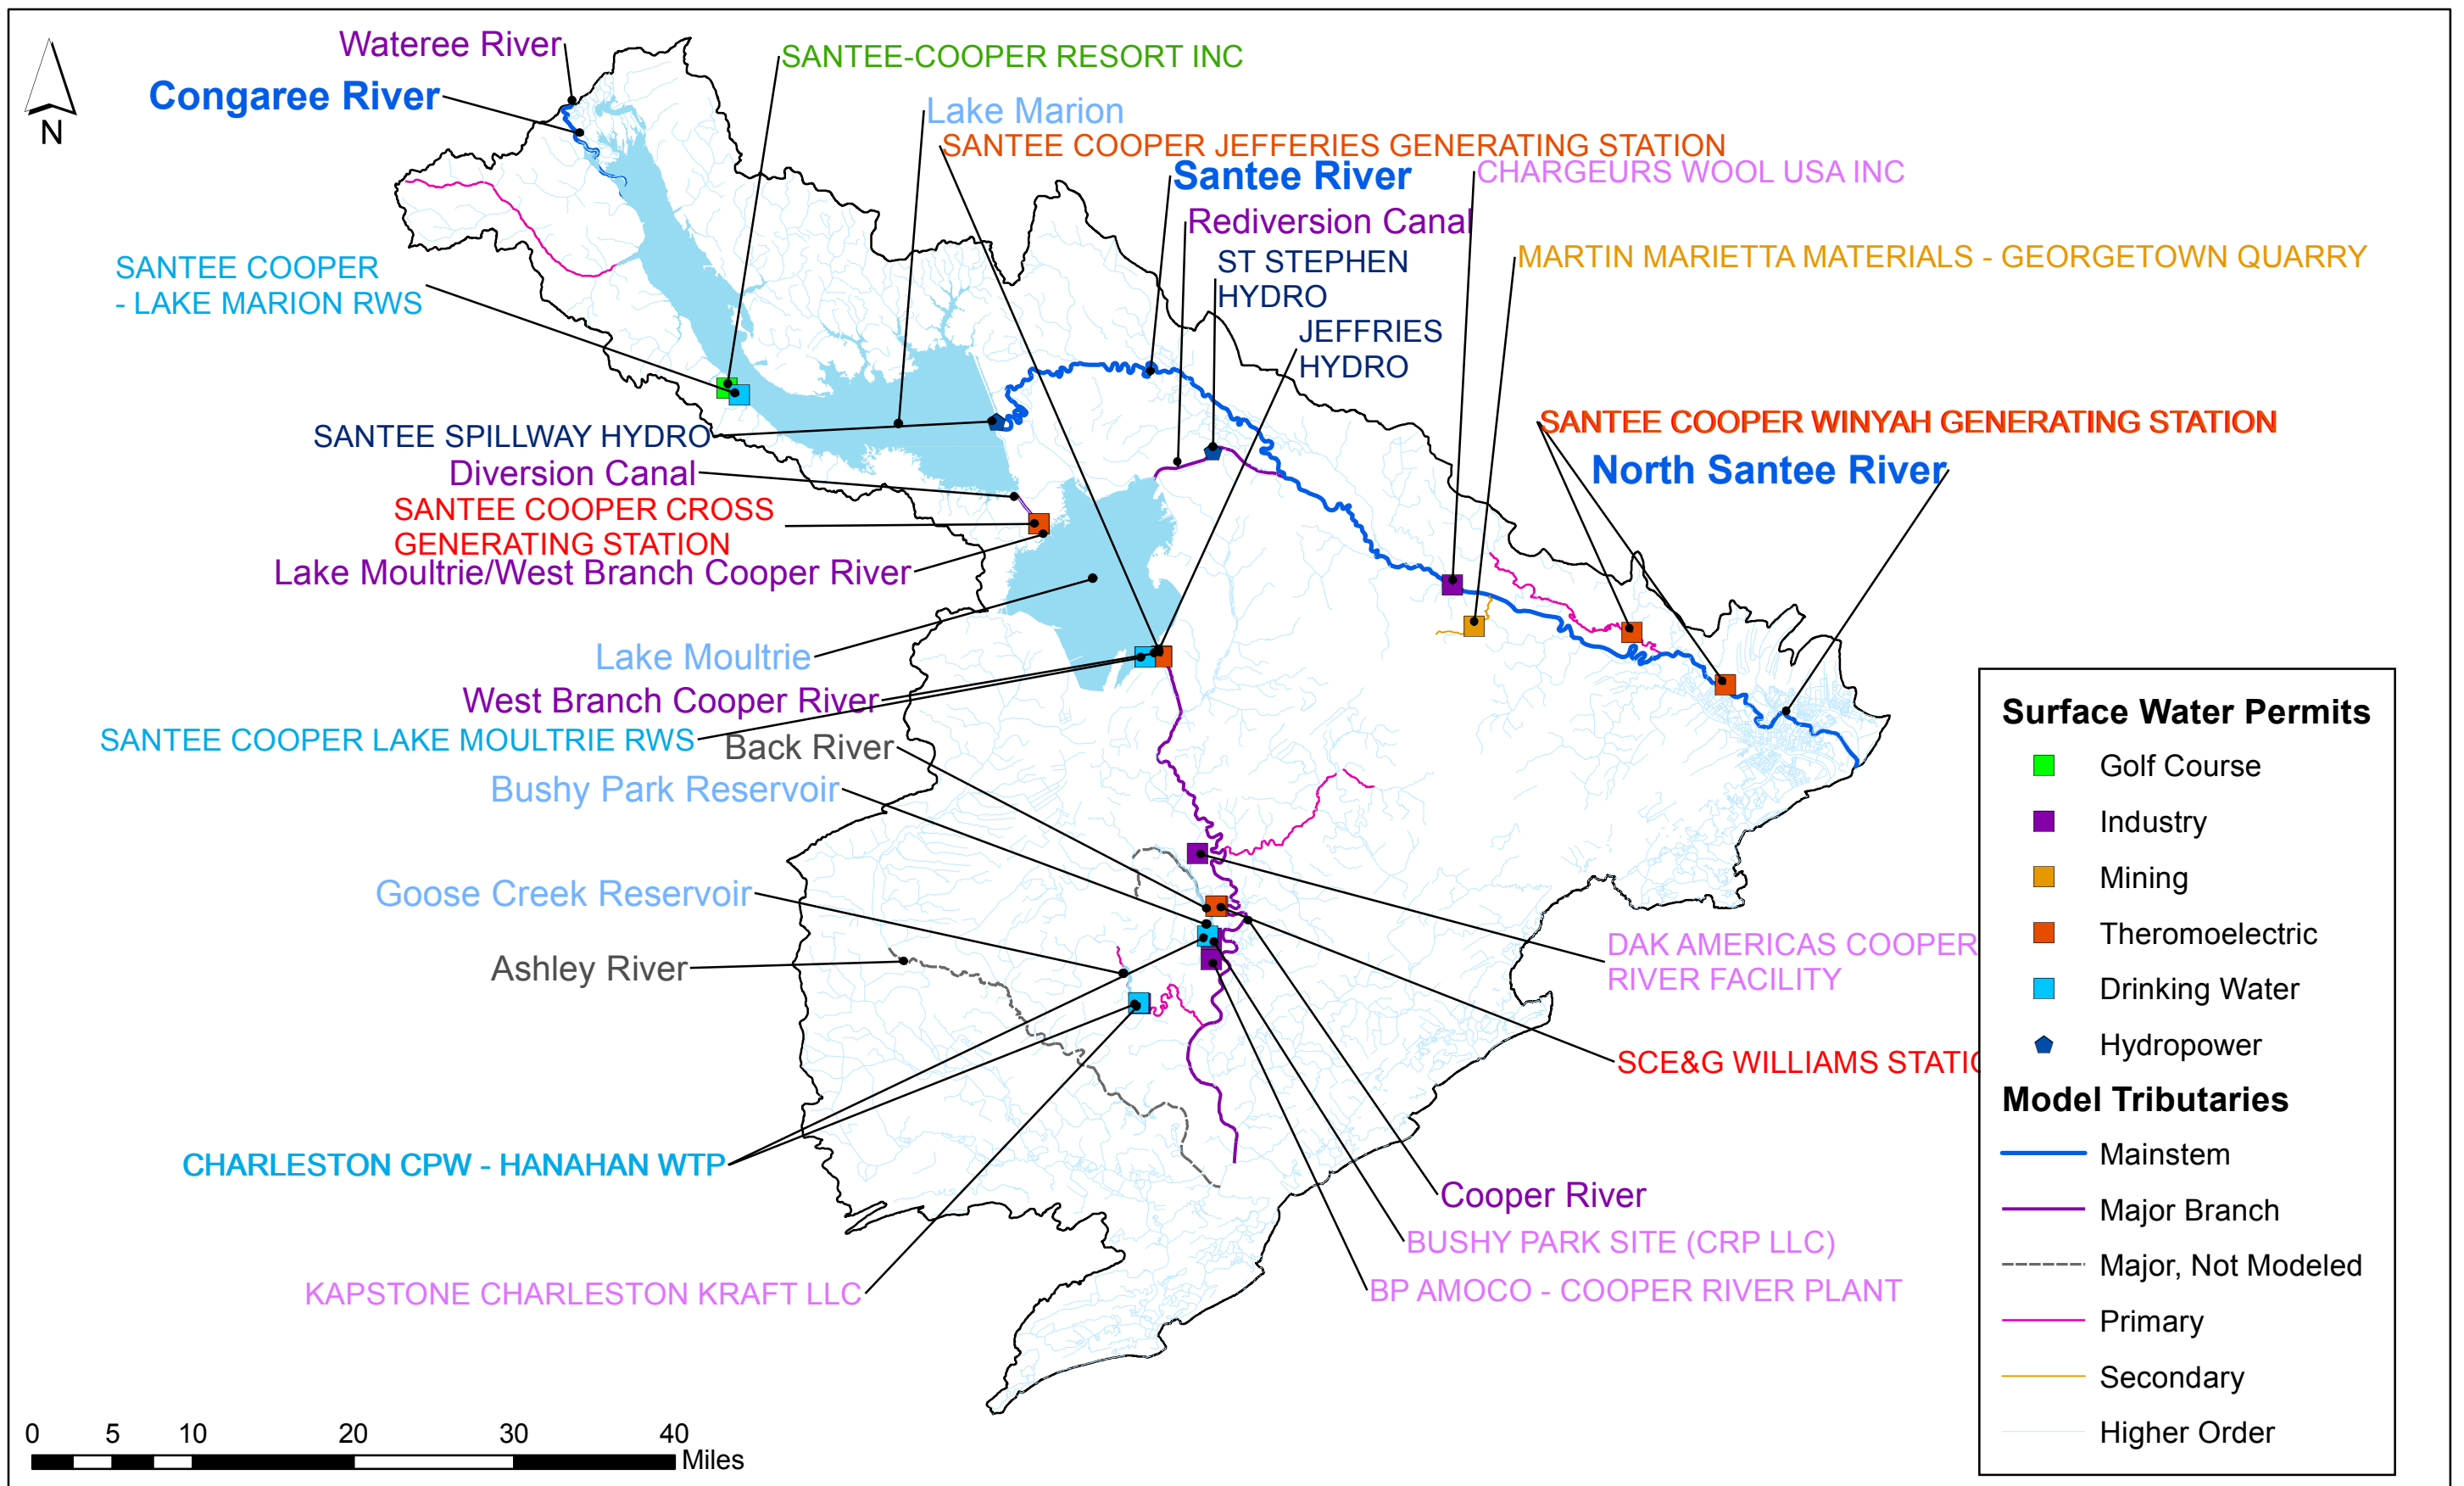 Wateree River
SANTEE-COOPER RESORT INC
Congaree River
Lake Marion
N
SANTEE COOPER JEFFERIES GENERATING STATION
Santee River
CHARGEURS WOOL USA INC
Rediversion Canal
SANTEE COOPER
- LAKE MARION RWS
ST STEPHEN
HYDRO
MARTIN MARIETTA MATERIALS - GEORGETOWN QUARRY
JEFFRIES
HYDRO
SANTEE SPILLWAY HYDRO
SANTEE COOPER WINYAH GENERATING STATION
North Santee River
Diversion Canal
SANTEE COOPER CROSS
GENERATING STATION
Lake Moultrie/West Branch Cooper River
Lake Moultrie
West Branch Cooper River
SANTEE COOPER LAKE MOULTRIE RWS
Back River
Bushy Park Reservoir
Goose Creek Reservoir
Ashley River
DAK AMERICAS COOPER
RIVER FACILITY
SCE&G WILLIAMS
CHARLESTON CPW - HANAHAN WTP
Cooper River
BUSHY PARK SITE (CRP LLC)
KAPSTONE CHARLESTON KRAFT LLC
BP AMOCO - COOPER RIVER PLANT
Surface Water Permits
Golf Course
Industry
Mining
Theromoelectric
Drinking Water
Hydropower
Model Tributaries
Mainstem
Major Branch
Major, Not Modeled
Primary
Secondary
Higher Order
0 5 10 20 30 40
Miles